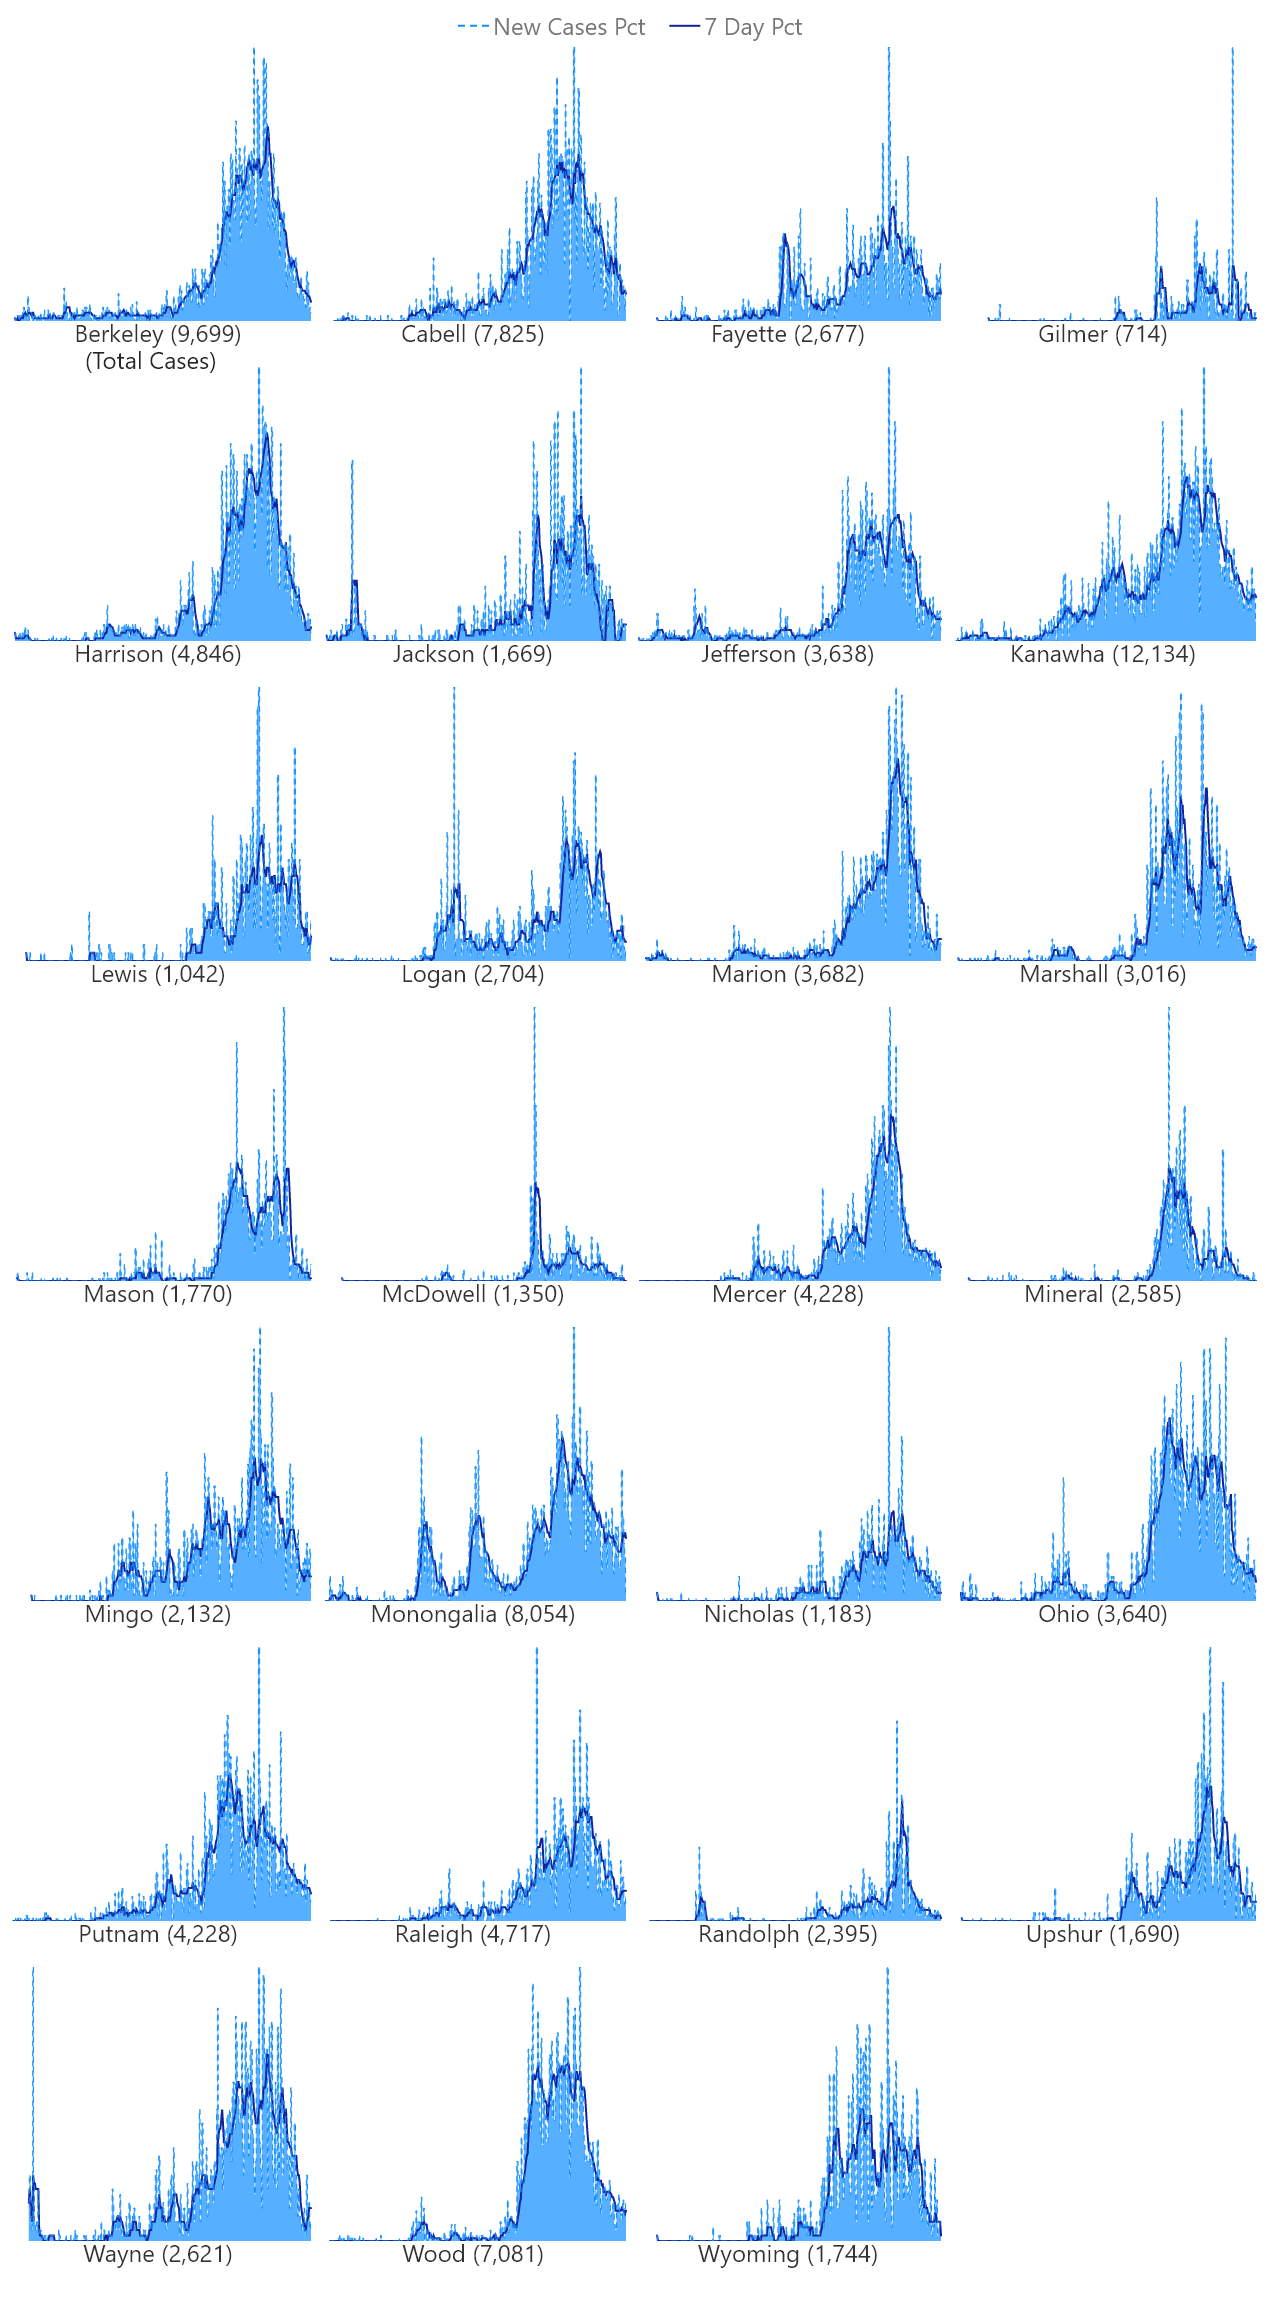 New Cases Pct 7 Day Pct
Berkeley (9,699) Cabell (7,825) Fayette (2,677) Gilmer (714)
(Total Cases)
Harrison (4,846) Jackson (1,669) Jefferson (3,638) Kanawha (12,134)
Lewis (1,042) Logan (2,704) Marion (3,682) Marshall (3,016)
Mason (1,770) McDowell (1,350) Mercer (4,228) Mineral (2,585)
Mingo (2,132) Monongalia (8,054) Nicholas (1,183) Ohio (3,640)
Putnam (4,228) Raleigh (4,717) Randolph (2,395) Upshur (1,690)
Wayne (2,621) Wood (7,081) Wyoming (1,744)